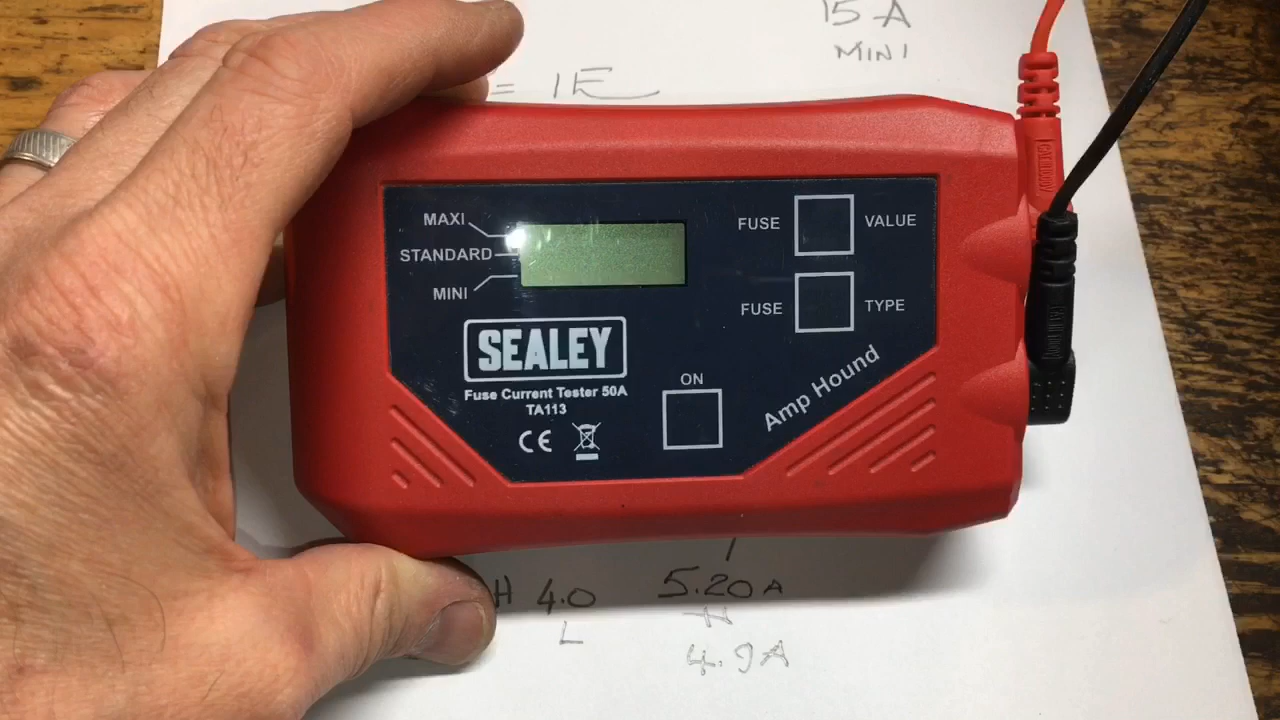 15 A
MINI
= 1E
MAXI
STANDARD
MINI
FUSE VALUE
FUSE TYPE
SEALEY
Fuse Current Tester 50A
TA113
CE
ON
Amp Hound
H 4.0 5.20A
L H
4.9A